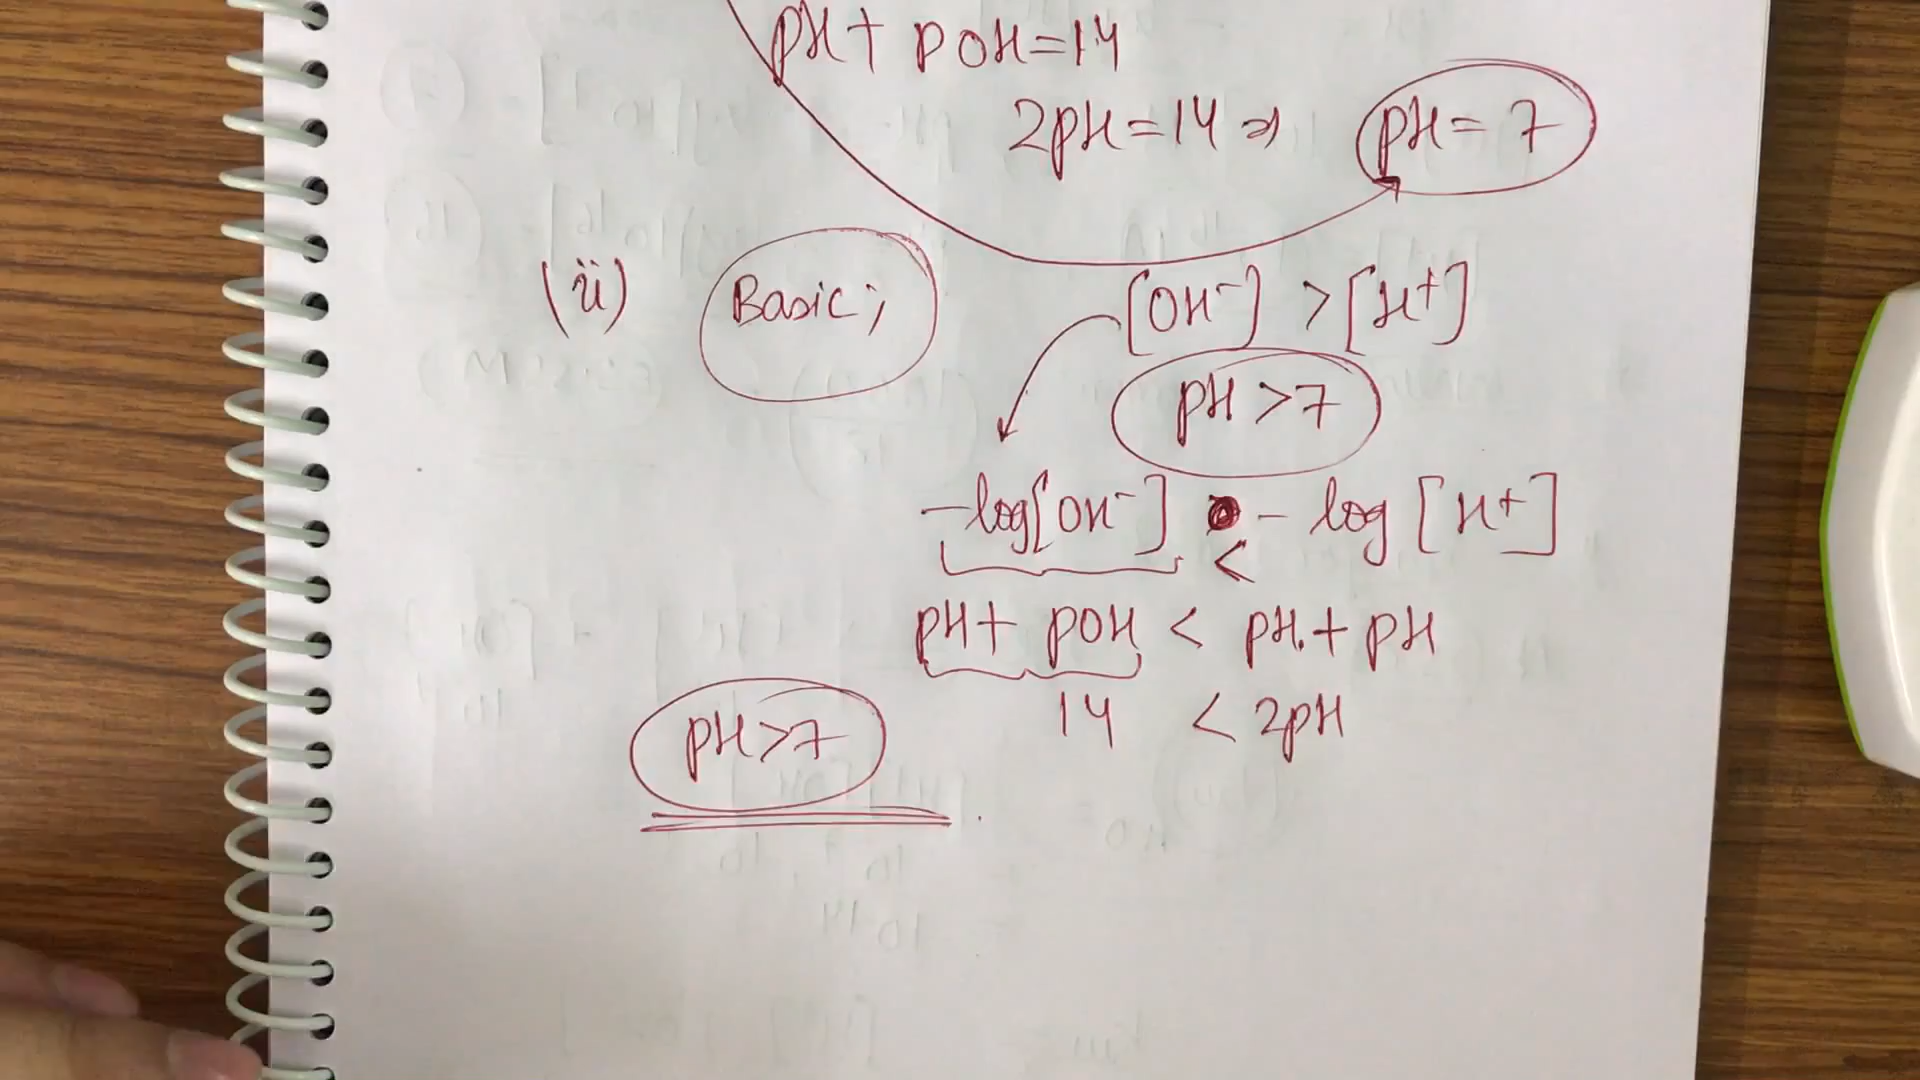 pH + pOH = 14
2pH = 14 ⇒ pH = 7
(ii) Basic; [OH⁻] > [H⁺]
pH > 7
-log[OH⁻] < - log [H⁺]
pH + pOH < pH + pH
14 < 2pH
pH > 7